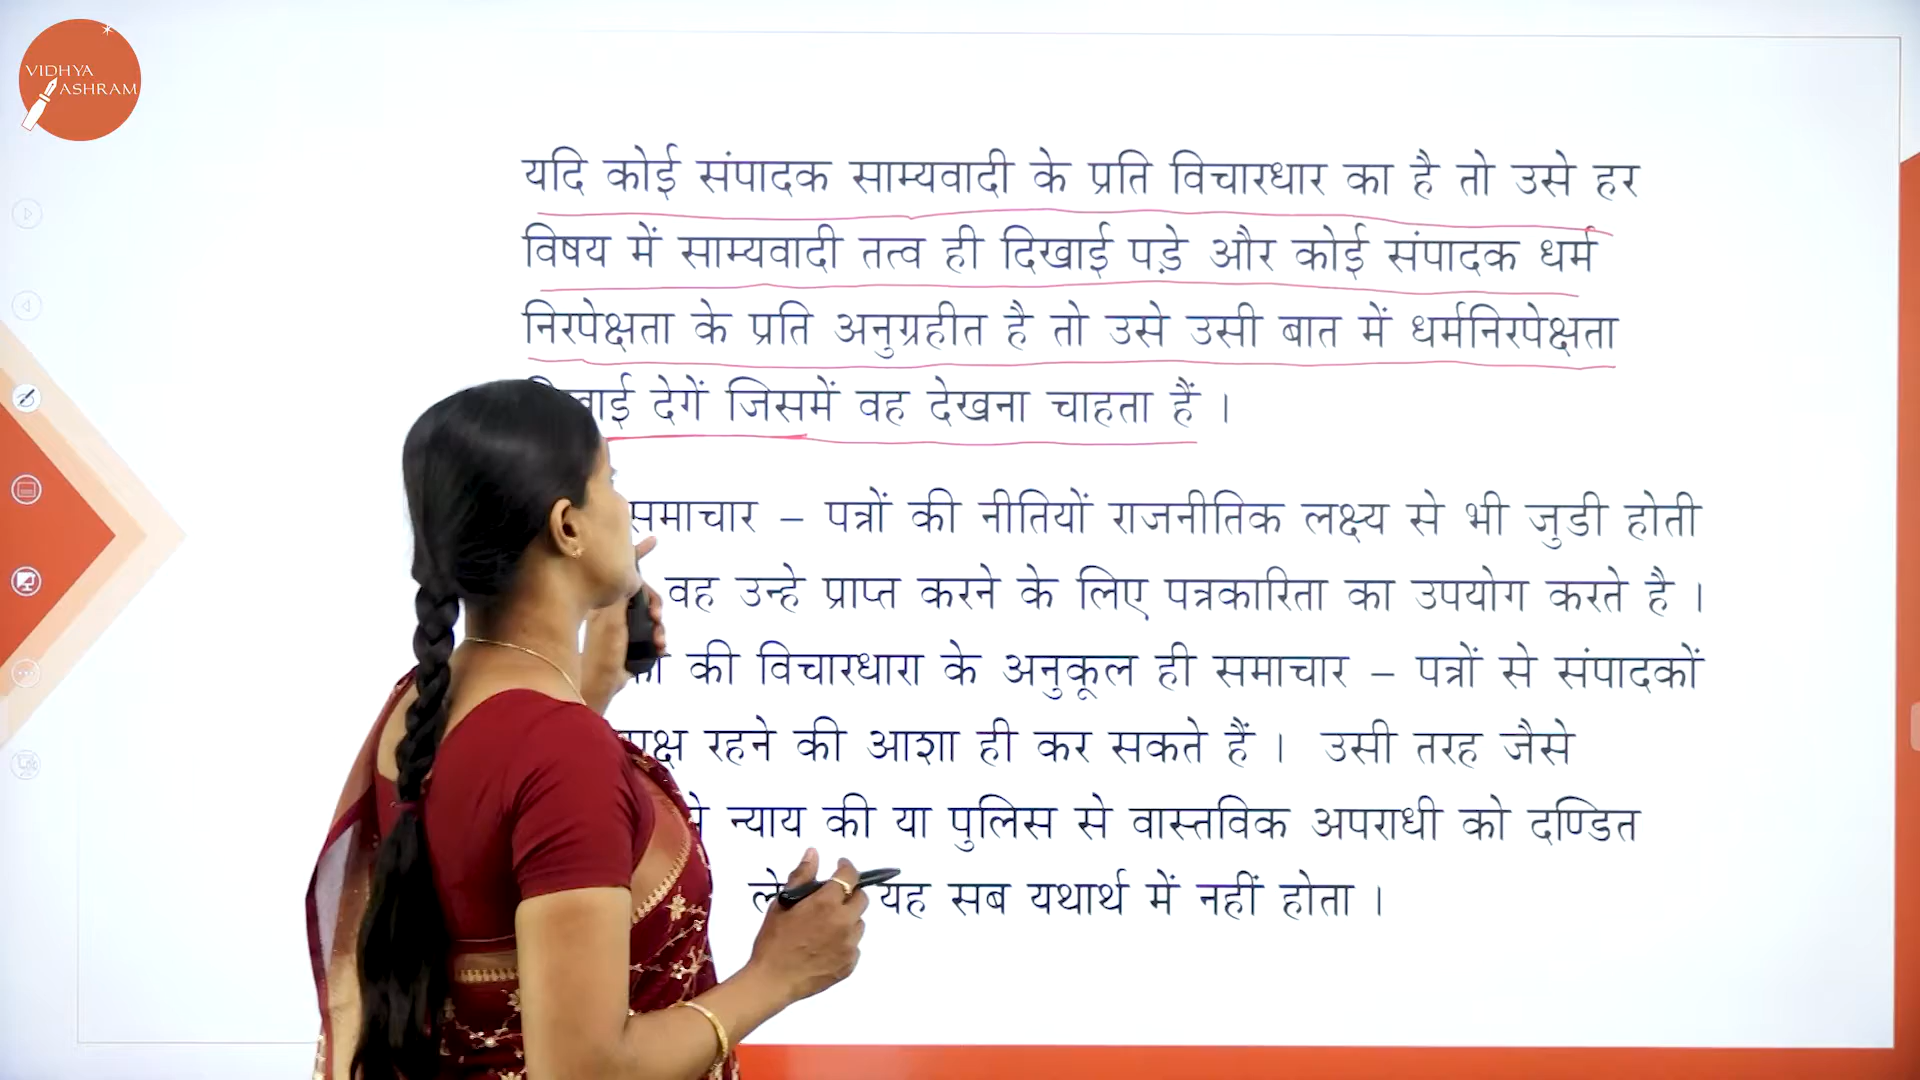 VIDHYA
ASHRAM
यदि कोई संपादक साम्यवादी के प्रति विचारधार का है तो उसे हर
विषय में साम्यवादी तत्व ही दिखाई पड़े और कोई संपादक धर्म
निरपेक्षता के प्रति अनुग्रहीत है तो उसे उसी बात में धर्मनिरपेक्षता
देगें जिसमें वह देखना चाहता हैं ।
समाचार – पत्रों की नीतियों राजनीतिक लक्ष्य से भी जुडी होती
वह उन्हे प्राप्त करने के लिए पत्रकारिता का उपयोग करते है ।
की विचारधारा के अनुकूल ही समाचार – पत्रों से संपादकों
रहने की आशा ही कर सकते हैं । उसी तरह जैसे
न्याय की या पुलिस से वास्तविक अपराधी को दण्डित
यह सब यथार्थ में नहीं होता ।